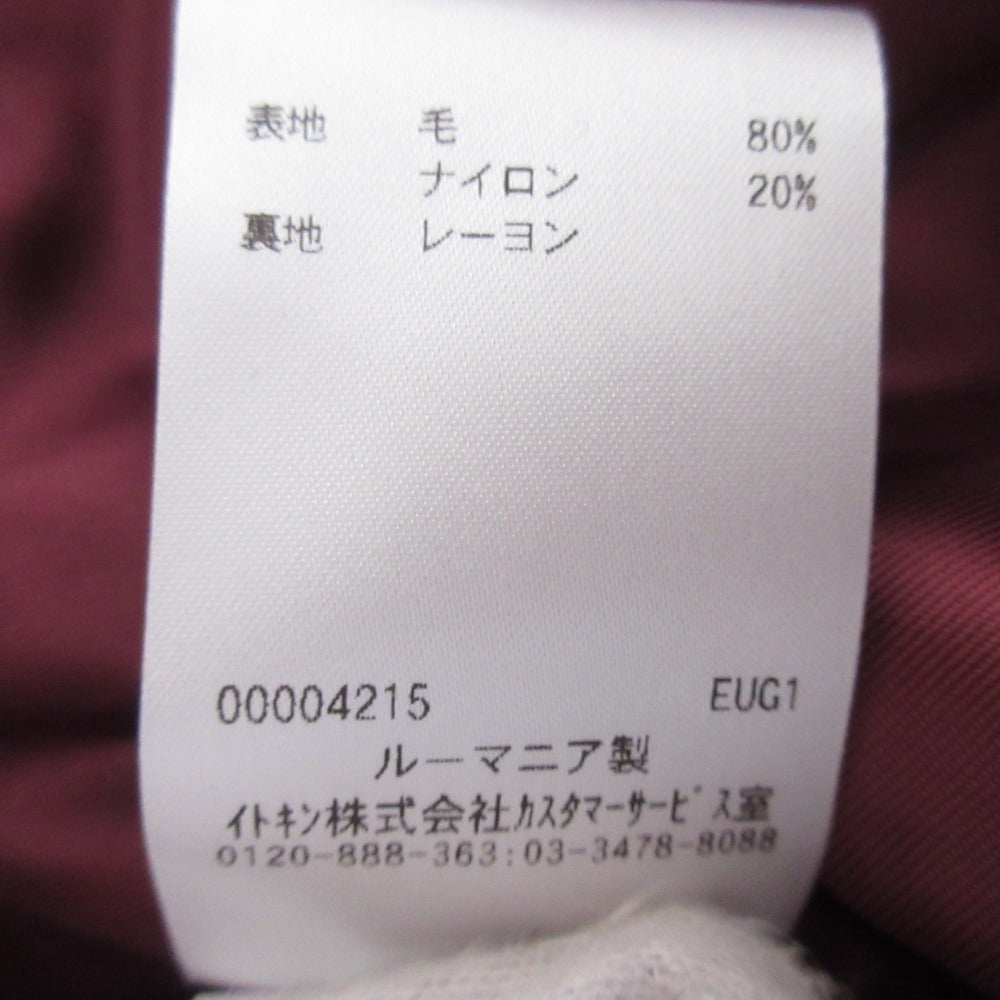 表地 毛 80%
ナイロン 20%
裏地 レーヨン
00004215 EUG1
ルーマニア製
イトキン株式会社ｶｽﾀﾏｰｻｰﾋﾞｽ室
0120-888-363:03-3478-8088